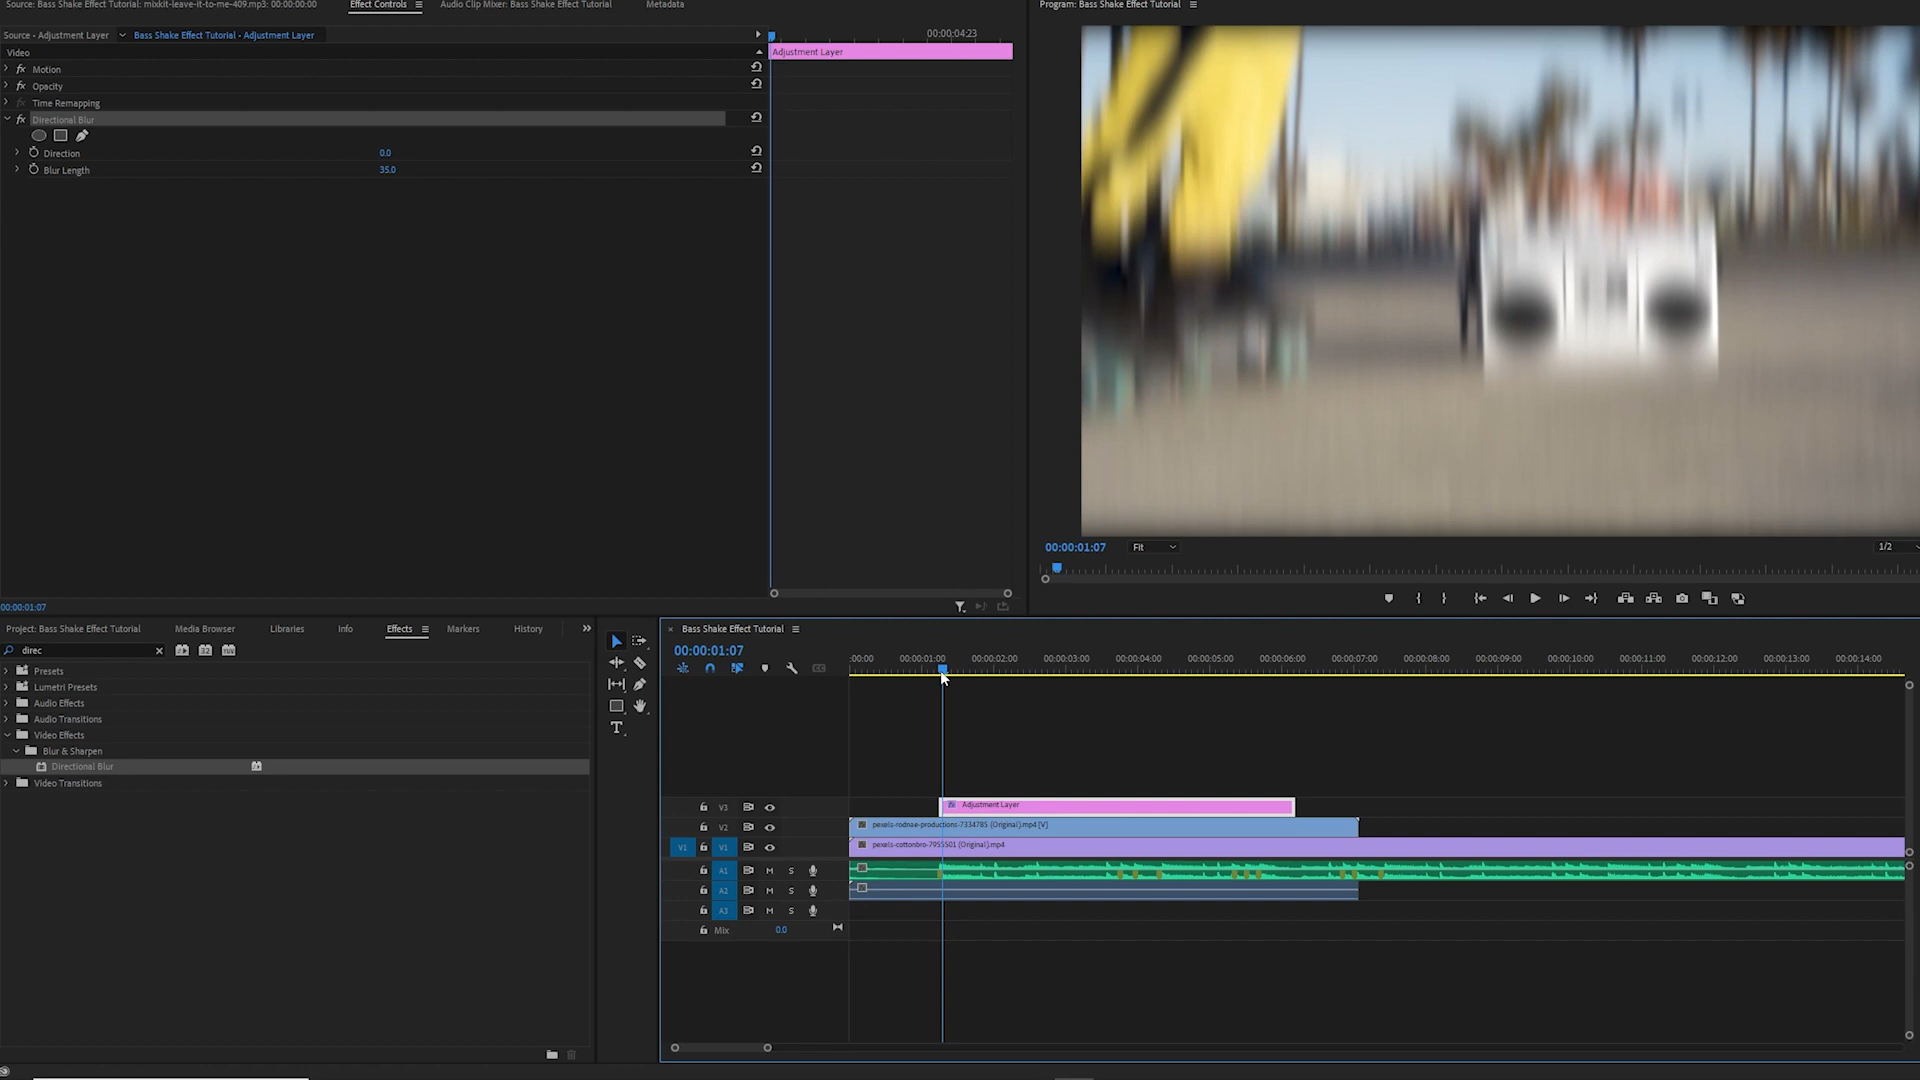 Source: Bass Shake Effect Tutorial: mixkit-leave-it-to-me-409.mp3: 00:00:00:00
Effect Controls
Audio Clip Mixer: Bass Shake Effect Tutorial
Metadata
Program: Bass Shake Effect Tutorial
Source - Adjustment Layer
Bass Shake Effect Tutorial - Adjustment Layer
00:00:04:23
Video
Adjustment Layer
fx Motion
fx Opacity
fx Time Remapping
fx Directional Blur
Direction 0.0
Blur Length 35.0
00:00:01:07
Fit
1/2
00:00:01:07
Project: Bass Shake Effect Tutorial
Media Browser
Libraries
Info
Effects
Markers
History
direc
Presets
Lumetri Presets
Audio Effects
Audio Transitions
Video Effects
Blur & Sharpen
Directional Blur
Video Transitions
Bass Shake Effect Tutorial
00:00:01:07
:00:00 00:00:01:00 00:00:02:00 00:00:03:00 00:00:04:00 00:00:05:00 00:00:06:00 00:00:07:00 00:00:08:00 00:00:09:00 00:00:10:00 00:00:11:00 00:00:12:00 00:00:13:00 00:00:14:00
V3
Adjustment Layer
V2
pexels-rodnae-productions-7334785 (Original).mp4 [V]
V1 V1
pexels-cottonbro-7955501 (Original).mp4
A1 M S
A2 M S
A3 M S
Mix 0.0